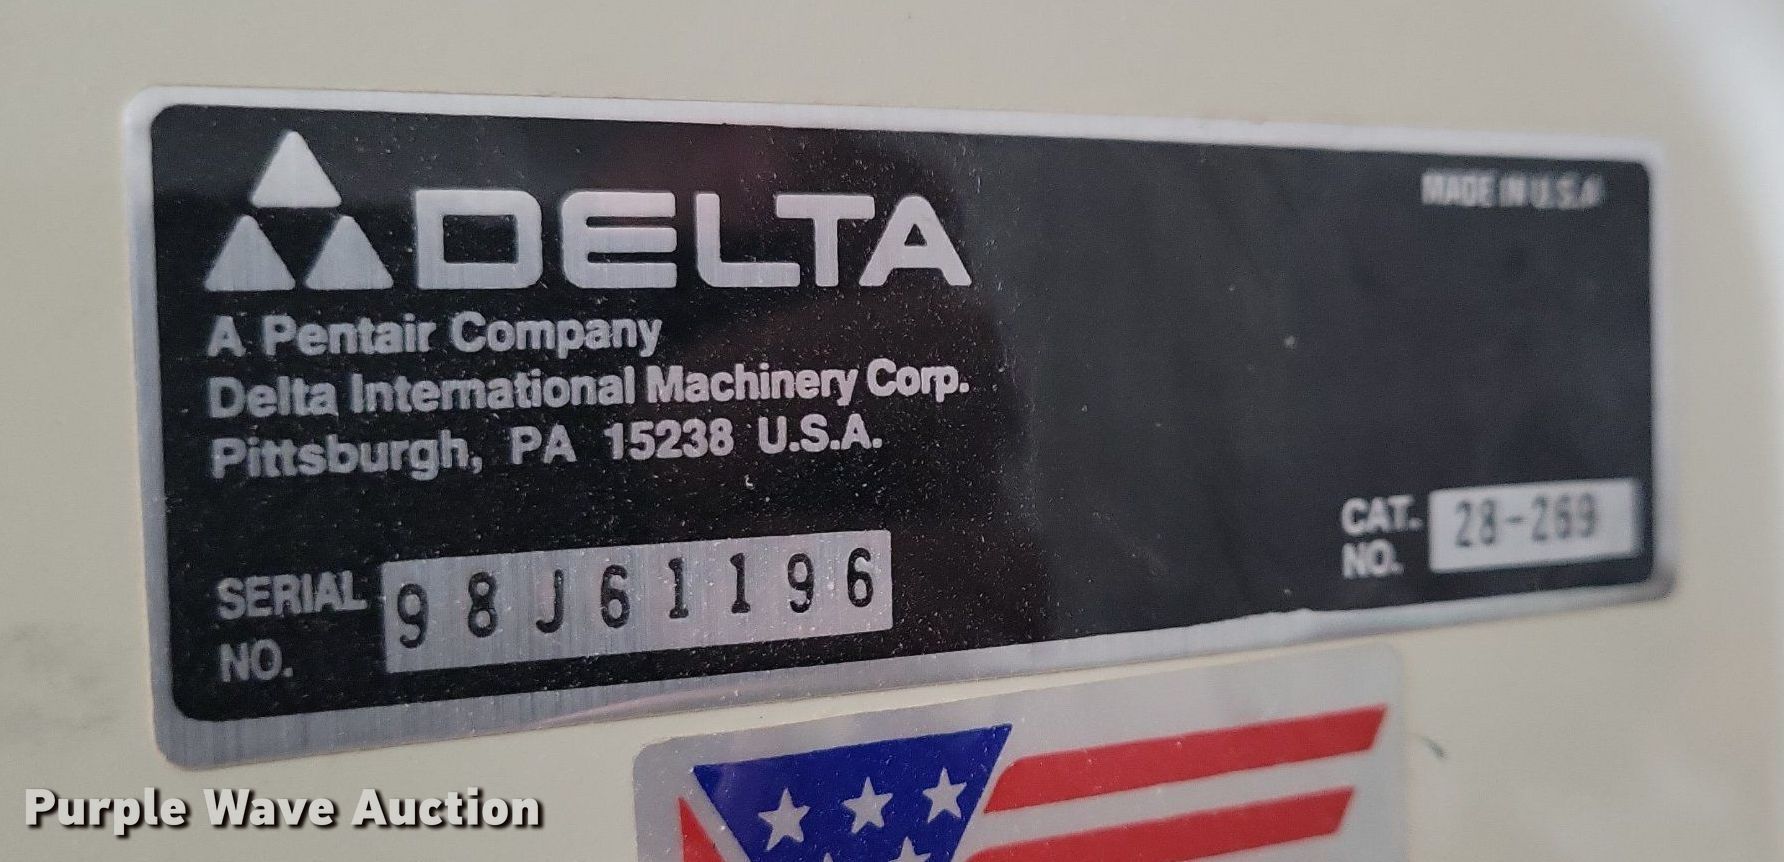 MADE IN U.S.A
DELTA
A Pentair Company
Delta International Machinery Corp.
Pittsburgh, PA 15238 U.S.A.
SERIAL NO. 98J61196
CAT. NO. 28-269
Purple Wave Auction